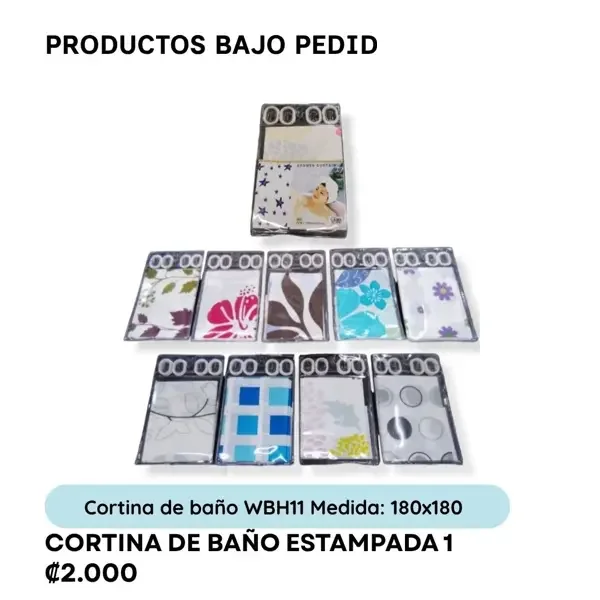 PRODUCTOS BAJO PEDID
Cortina de baño WBH11 Medida: 180x180
CORTINA DE BAÑO ESTAMPADA 1
₡2.000